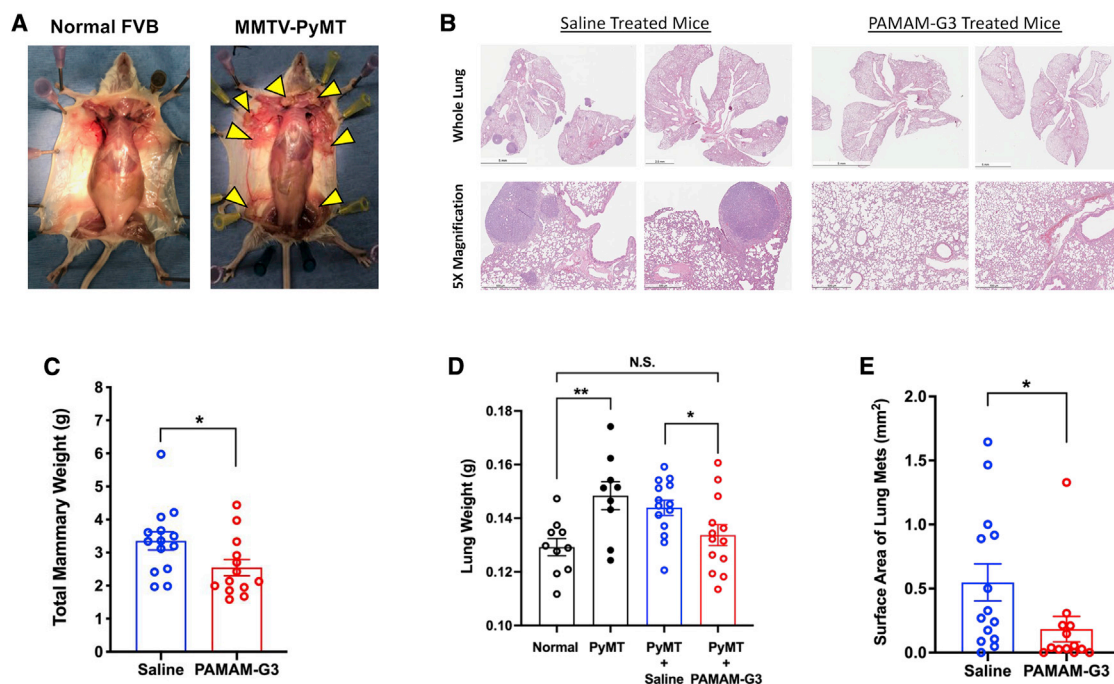 A
Normal FVB
MMTV-PyMT
B
Saline Treated Mice
PAMAM-G3 Treated Mice
Whole Lung
5X Magnification
C
Total Mammary Weight (g)
8
7
6
5
4
3
2
1
0
*
Saline
PAMAM-G3
D
Lung Weight (g)
0.18
0.16
0.14
0.12
0.10
N.S.
**
*
Normal
PyMT
PyMT
+
Saline
PyMT
+
PAMAM-G3
E
Surface Area of Lung Mets (mm²)
2.0
1.5
1.0
0.5
0.0
*
Saline
PAMAM-G3